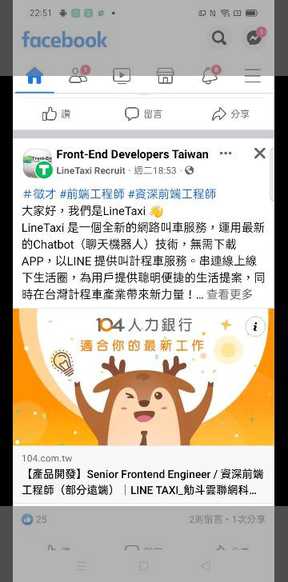 22:51
facebook
讚 留言 分享
Front-End Developers Taiwan
LineTaxi Recruit · 週二18:53
#徵才 #前端工程師 #資深前端工程師
大家好，我們是LineTaxi 👋
LineTaxi 是一個全新的網路叫車服務，運用最新
的Chatbot（聊天機器人）技術，無需下載
APP，以LINE 提供叫計程車服務。串連線上線
下生活圈，為用戶提供聰明便捷的生活提案，同
時在台灣計程車產業帶來新力量！... 查看更多
104 人力銀行
適合你的最新工作
104.com.tw
【產品開發】Senior Frontend Engineer / 資深前端
工程師（部分遠端）｜LINE TAXI_勉斗雲聯網科...
25 2則留言 · 1次分享